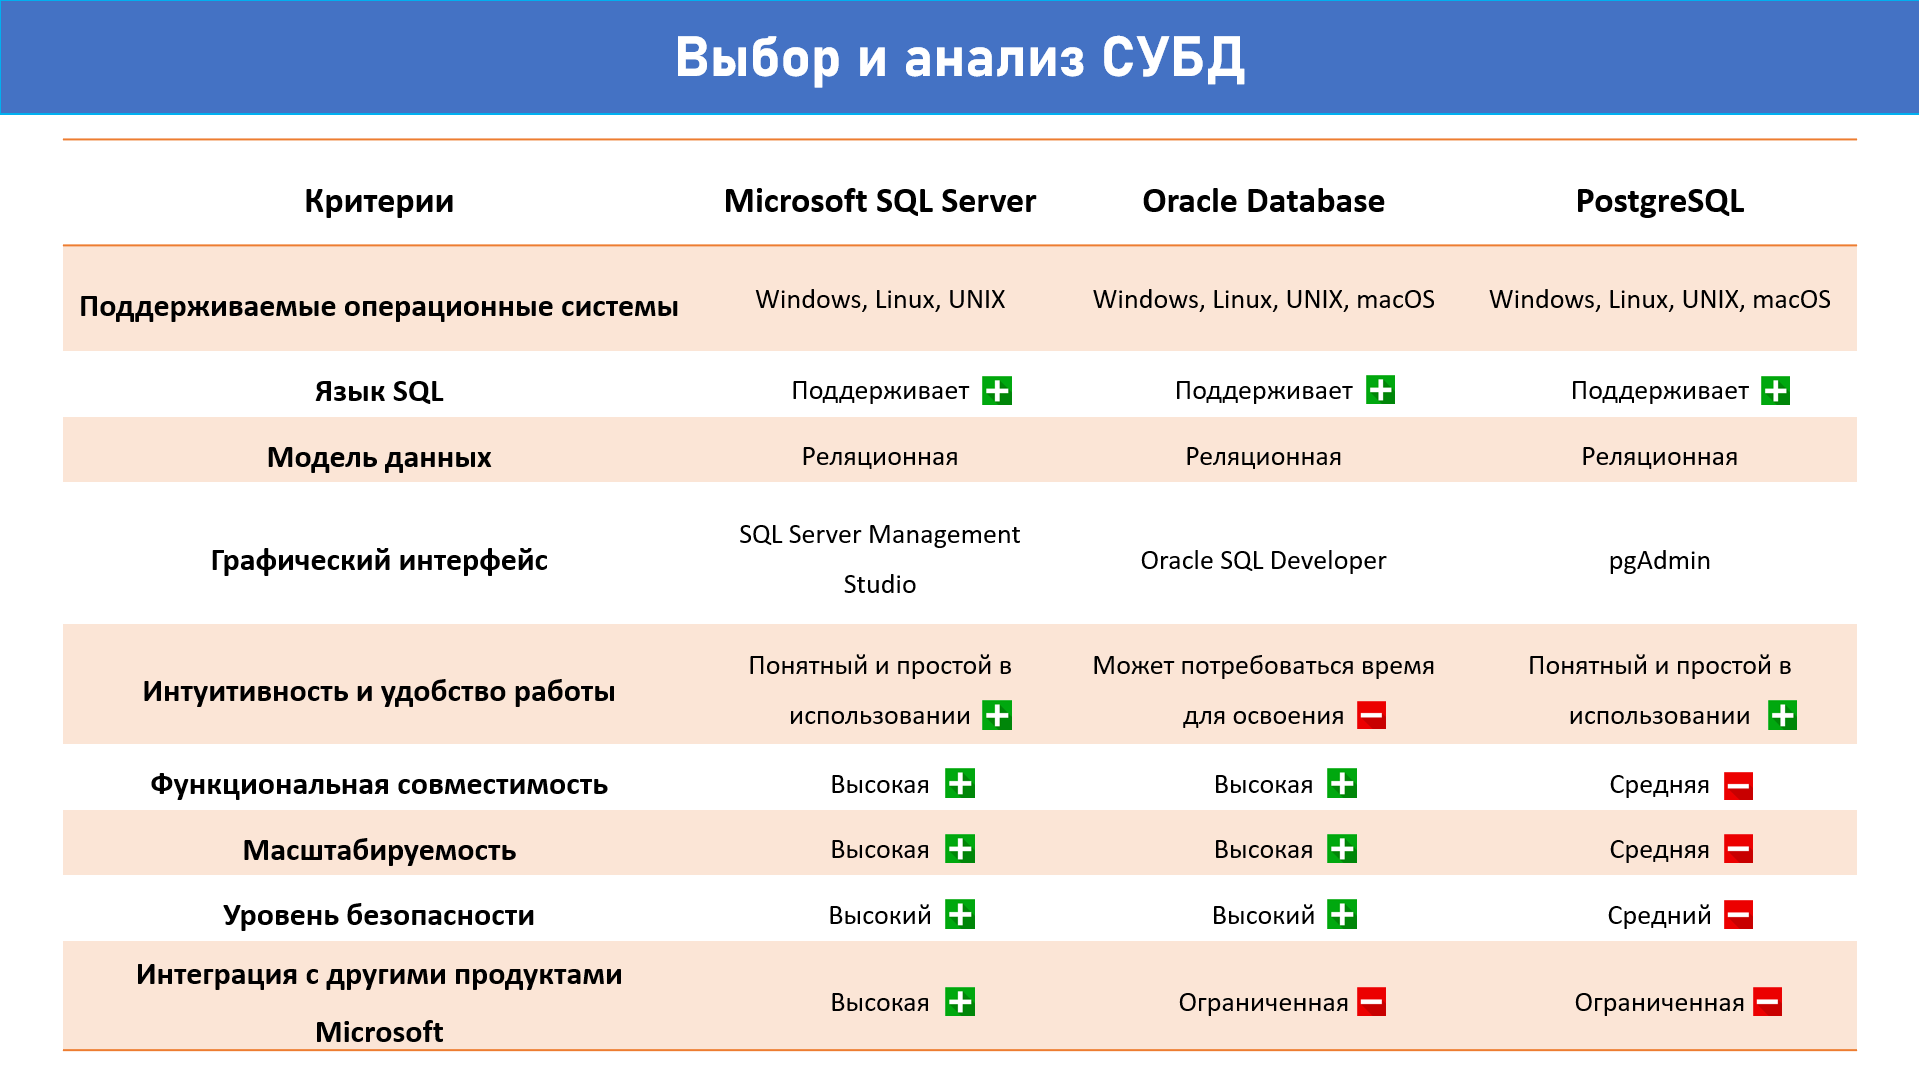 Выбор и анализ СУБД
Критерии Microsoft SQL Server Oracle Database PostgreSQL
Поддерживаемые операционные системы Windows, Linux, UNIX Windows, Linux, UNIX, macOS Windows, Linux, UNIX, macOS
Язык SQL Поддерживает Поддерживает Поддерживает
Модель данных Реляционная Реляционная Реляционная
Графический интерфейс SQL Server Management
Studio Oracle SQL Developer pgAdmin
Интуитивность и удобство работы Понятный и простой в
использовании Может потребоваться время
для освоения Понятный и простой в
использовании
Функциональная совместимость Высокая Высокая Средняя
Масштабируемость Высокая Высокая Средняя
Уровень безопасности Высокий Высокий Средний
Интеграция с другими продуктами
Microsoft Высокая Ограниченная Ограниченная